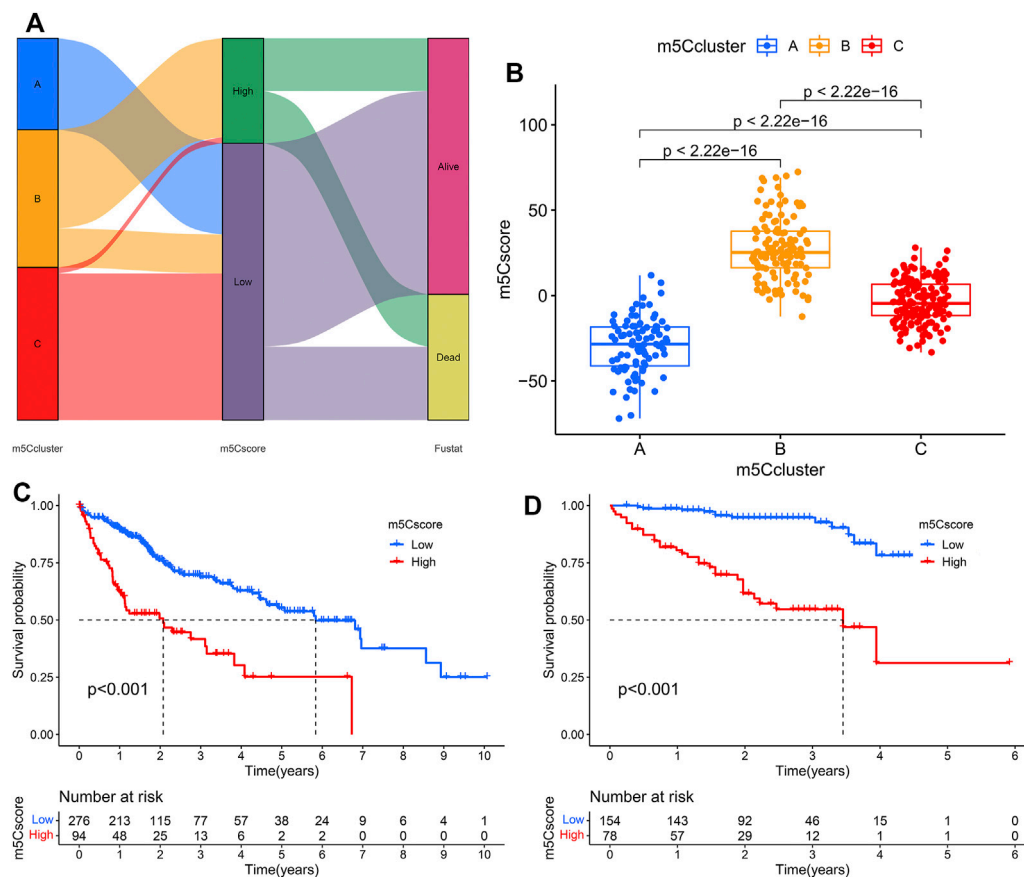 A
A
B
C
High
Low
Alive
Dead
m5Ccluster m5Cscore Fustat
m5Ccluster A B C
B
p < 2.22e−16
p < 2.22e−16
p < 2.22e−16
m5Cscore
100
50
0
−50
A B C
m5Ccluster
C
Survival probability
1.00
0.75
0.50
0.25
0.00
m5Cscore
Low
High
p<0.001
0 1 2 3 4 5 6 7 8 9 10
Time(years)
Number at risk
m5Cscore
Low 276 213 115 77 57 38 24 9 6 4 1
High 94 48 25 13 6 2 2 0 0 0 0
0 1 2 3 4 5 6 7 8 9 10
Time(years)
D
Survival probability
1.00
0.75
0.50
0.25
0.00
m5Cscore
Low
High
p<0.001
0 1 2 3 4 5 6
Time(years)
Number at risk
m5Cscore
Low 154 143 92 46 15 1 0
High 78 57 29 12 1 1 0
0 1 2 3 4 5 6
Time(years)